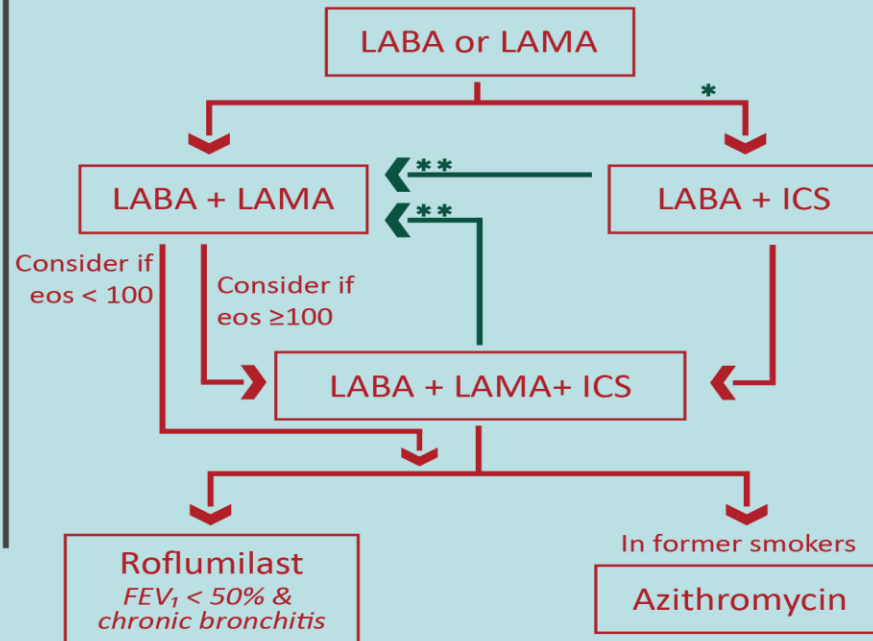 LABA or LAMA
*
LABA + LAMA
**
**
LABA + ICS
Consider if
eos < 100
Consider if
eos ≥100
LABA + LAMA+ ICS
Roflumilast
FEV₁ < 50% &
chronic bronchitis
In former smokers
Azithromycin